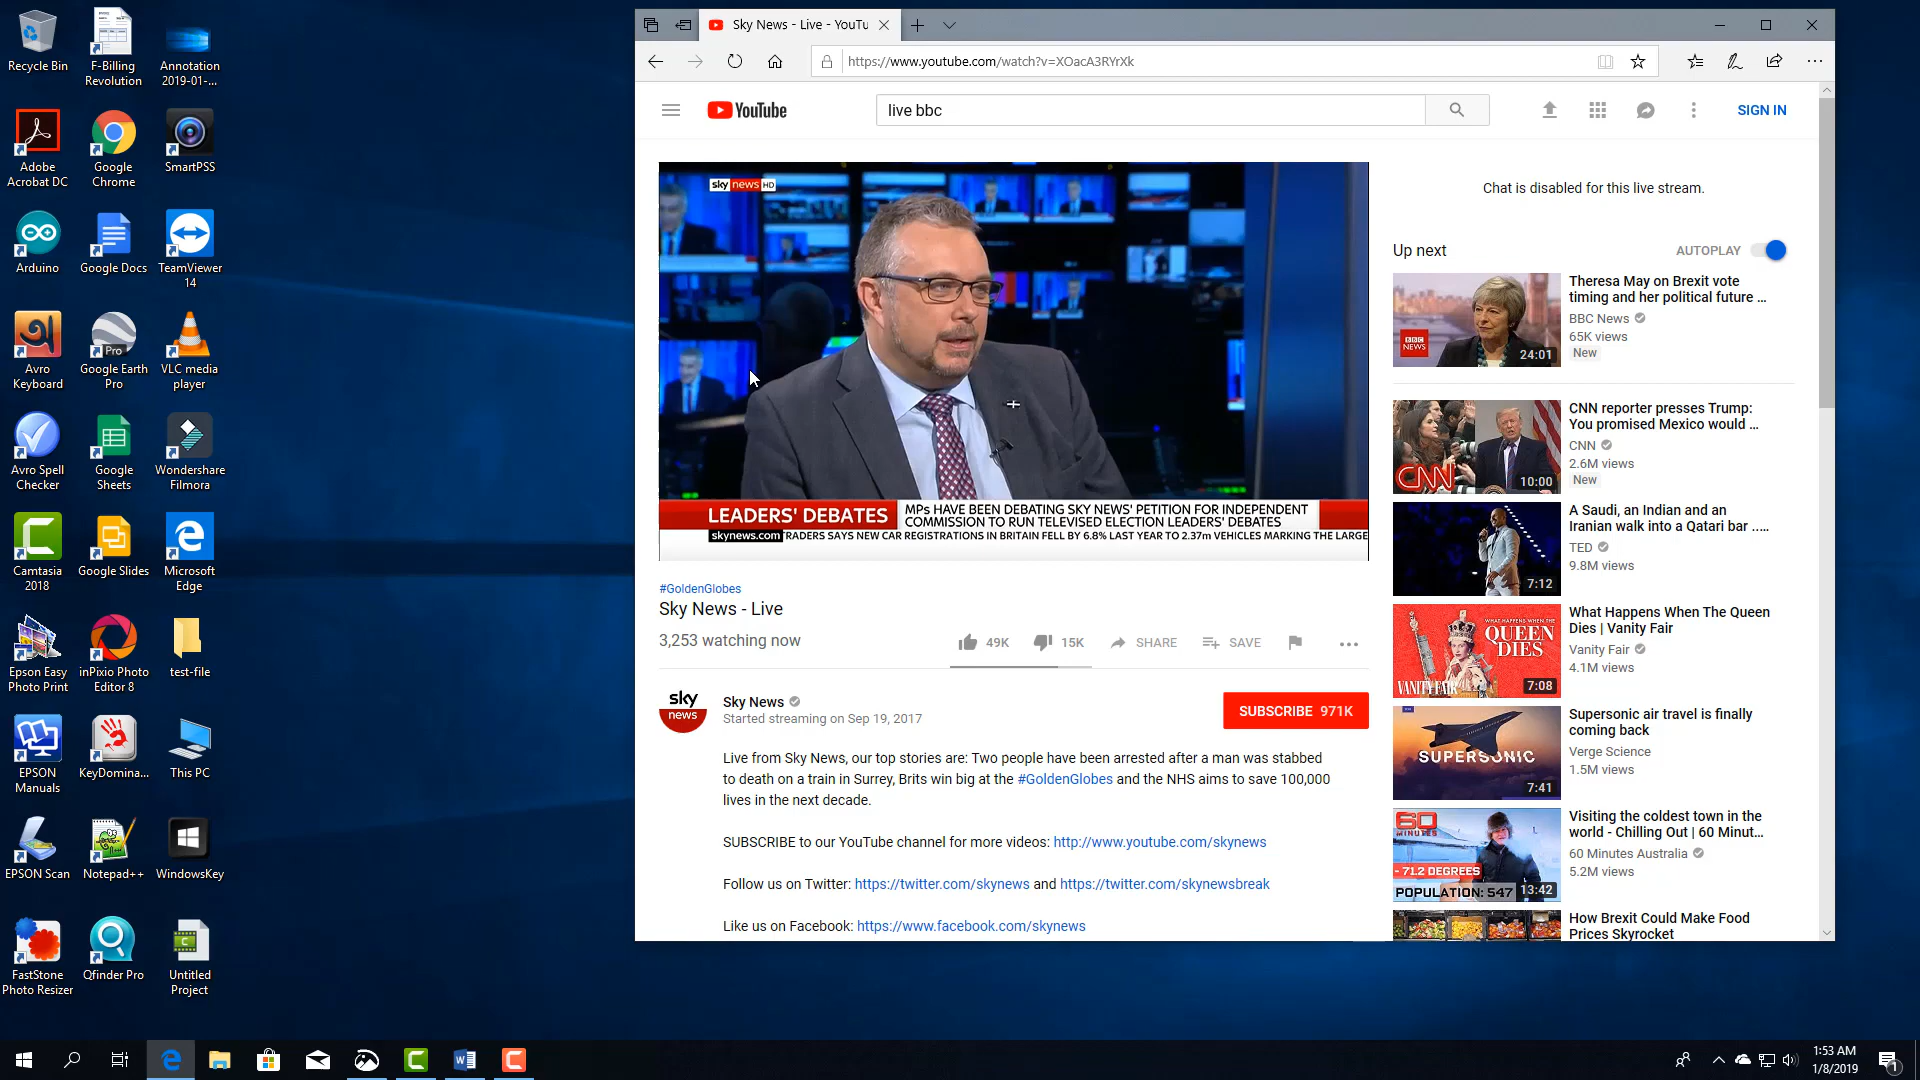 Recycle Bin
F-Billing
Revolution
Annotation
2019-01-...
Adobe
Acrobat DC
Google
Chrome
SmartPSS
Arduino
Google Docs
TeamViewer
14
Avro
Keyboard
Pro
Google Earth
Pro
VLC media
player
Avro Spell
Checker
Google
Sheets
Wondershare
Filmora
Camtasia
2018
Google Slides
Microsoft
Edge
Epson Easy
Photo Print
inPixio Photo
Editor 8
test-file
EPSON
Manuals
KeyDomina...
This PC
EPSON Scan
Notepad++
WindowsKey
FastStone
Photo Resizer
Qfinder Pro
Untitled
Project
Sky News - Live - YouTu
https://www.youtube.com/watch?v=XOacA3RYrXk
YouTube
live bbc
SIGN IN
sky news HD
LEADERS' DEBATES
MPs HAVE BEEN DEBATING SKY NEWS' PETITION FOR INDEPENDENT
COMMISSION TO RUN TELEVISED ELECTION LEADERS' DEBATES
skynews.com
RADERS SAYS NEW CAR REGISTRATIONS IN BRITAIN FELL BY 6.8% LAST YEAR TO 2.37m VEHICLES MARKING THE LARGE
#GoldenGlobes
Sky News - Live
3,253 watching now
49K
15K
SHARE
SAVE
sky
news
Sky News
Started streaming on Sep 19, 2017
SUBSCRIBE 971K
Live from Sky News, our top stories are: Two people have been arrested after a man was stabbed
to death on a train in Surrey, Brits win big at the #GoldenGlobes and the NHS aims to save 100,000
lives in the next decade.
SUBSCRIBE to our YouTube channel for more videos: http://www.youtube.com/skynews
Follow us on Twitter: https://twitter.com/skynews and https://twitter.com/skynewsbreak
Like us on Facebook: https://www.facebook.com/skynews
Chat is disabled for this live stream.
Up next
AUTOPLAY
BBC
NEWS
24:01
Theresa May on Brexit vote
timing and her political future ...
BBC News
65K views
New
CNN
10:00
CNN reporter presses Trump:
You promised Mexico would ...
CNN
2.6M views
New
7:12
A Saudi, an Indian and an
Iranian walk into a Qatari bar .....
TED
9.8M views
WHAT HAPPENS WHEN THE
QUEEN
DIES
VANITY FAIR
7:08
What Happens When The Queen
Dies | Vanity Fair
Vanity Fair
4.1M views
SUPERSONIC
7:41
Supersonic air travel is finally
coming back
Verge Science
1.5M views
60
MINUTES
- 71.2 DEGREES
POPULATION: 547
13:42
Visiting the coldest town in the
world - Chilling Out | 60 Minut...
60 Minutes Australia
5.2M views
How Brexit Could Make Food
Prices Skyrocket
1:53 AM
1/8/2019
1